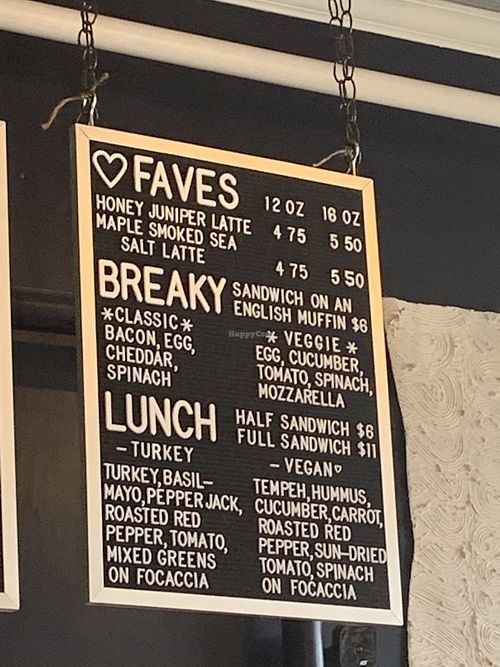 ♡ FAVES 12 OZ 16 OZ
HONEY JUNIPER LATTE 4 75 5 50
MAPLE SMOKED SEA
SALT LATTE 4 75 5 50
BREAKY SANDWICH ON AN
ENGLISH MUFFIN $6
*CLASSIC*
BACON, EGG,
CHEDDAR,
SPINACH
* VEGGIE *
EGG, CUCUMBER,
TOMATO, SPINACH,
MOZZARELLA
LUNCH HALF SANDWICH $6
FULL SANDWICH $11
-TURKEY
TURKEY, BASIL-
MAYO, PEPPER JACK,
ROASTED RED
PEPPER, TOMATO,
MIXED GREENS
ON FOCACCIA
-VEGAN♡
TEMPEH, HUMMUS,
CUCUMBER, CARROT,
ROASTED RED
PEPPER, SUN-DRIED
TOMATO, SPINACH
ON FOCACCIA